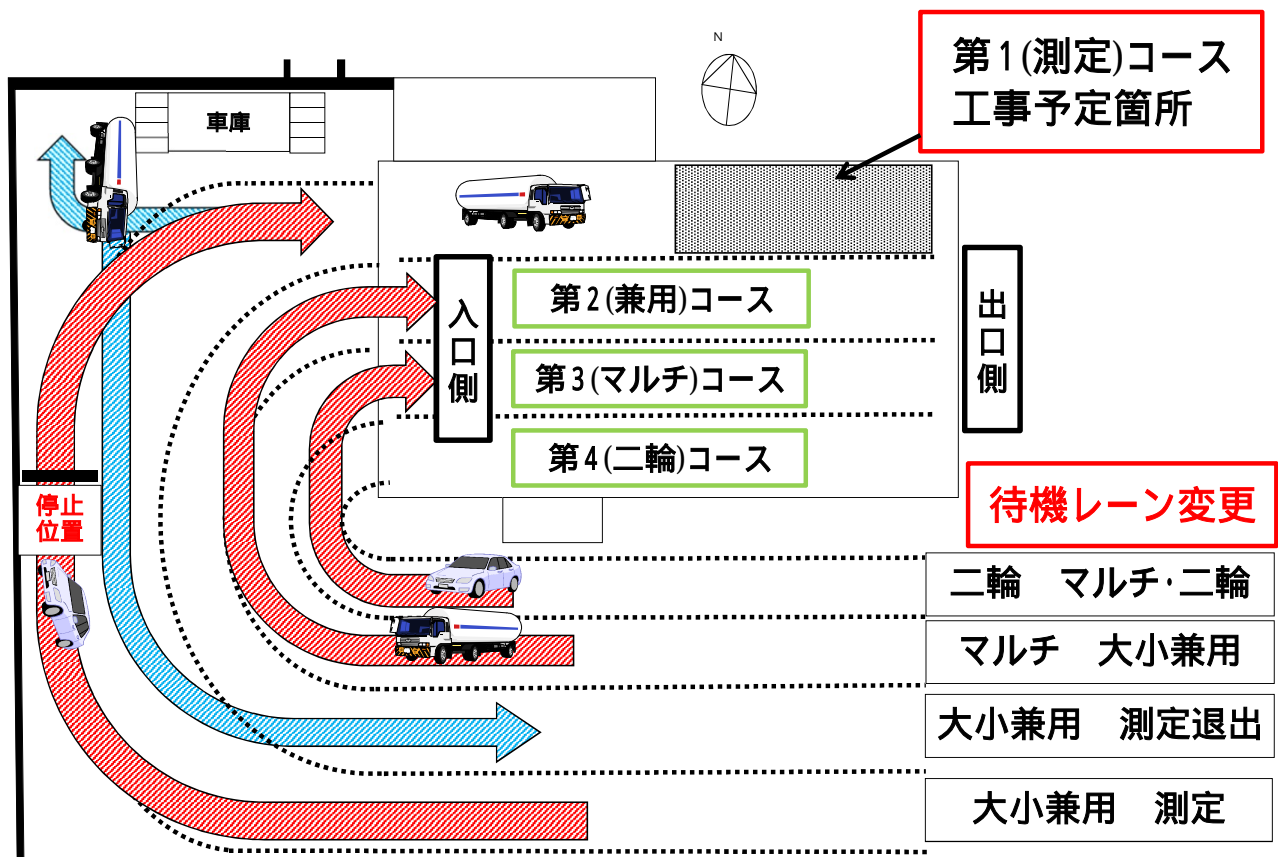 N
第1(測定)コース
工事予定箇所
車庫
入口側
第2(兼用)コース
第3(マルチ)コース
第4(二輪)コース
出口側
停止
位置
待機レーン変更
二輪　マルチ・二輪
マルチ　大小兼用
大小兼用　測定退出
大小兼用　測定